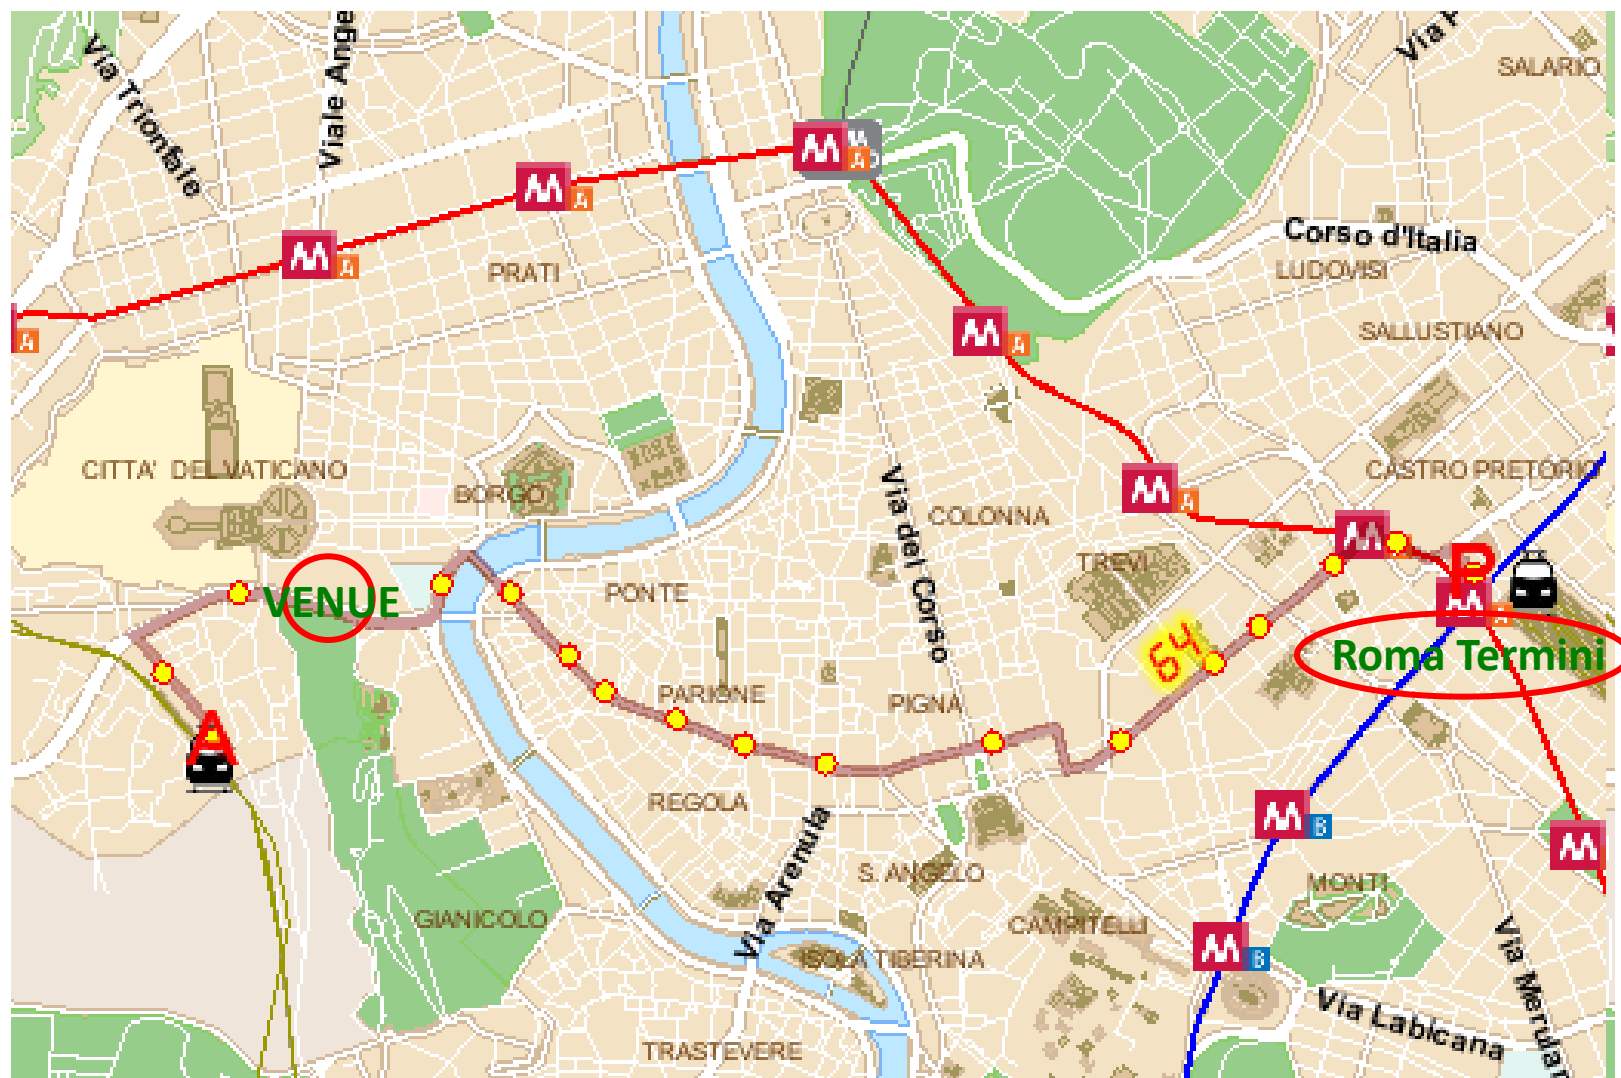 Via Trionfale
Viale Ange
Via
SALARIO
A
A
Corso d'Italia
LUDOVISI
PRATI
A
A
A
SALLUSTIANO
CITTA' DEL VATICANO
BORGO
Via del Corso
COLONNA
A
CASTRO PRETORIO
TREVI
P
VENUE
PONTE
64
A
Roma Termini
PARIONE
PIGNA
A
REGOLA
Via Arenula
B
S. ANGELO
MONTI
GIANICOLO
CAMPITELLI
B
ISOLA TIBERINA
Via Labicana
Via Merulan
TRASTEVERE